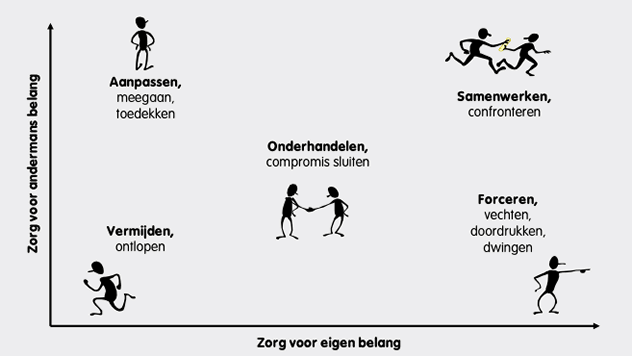 Aanpassen,
meegaan,
toedekken
Samenwerken,
confronteren
Onderhandelen,
compromis sluiten
Vermijden,
ontlopen
Forceren,
vechten,
doordrukken,
dwingen
Zorg voor andermans belang
Zorg voor eigen belang